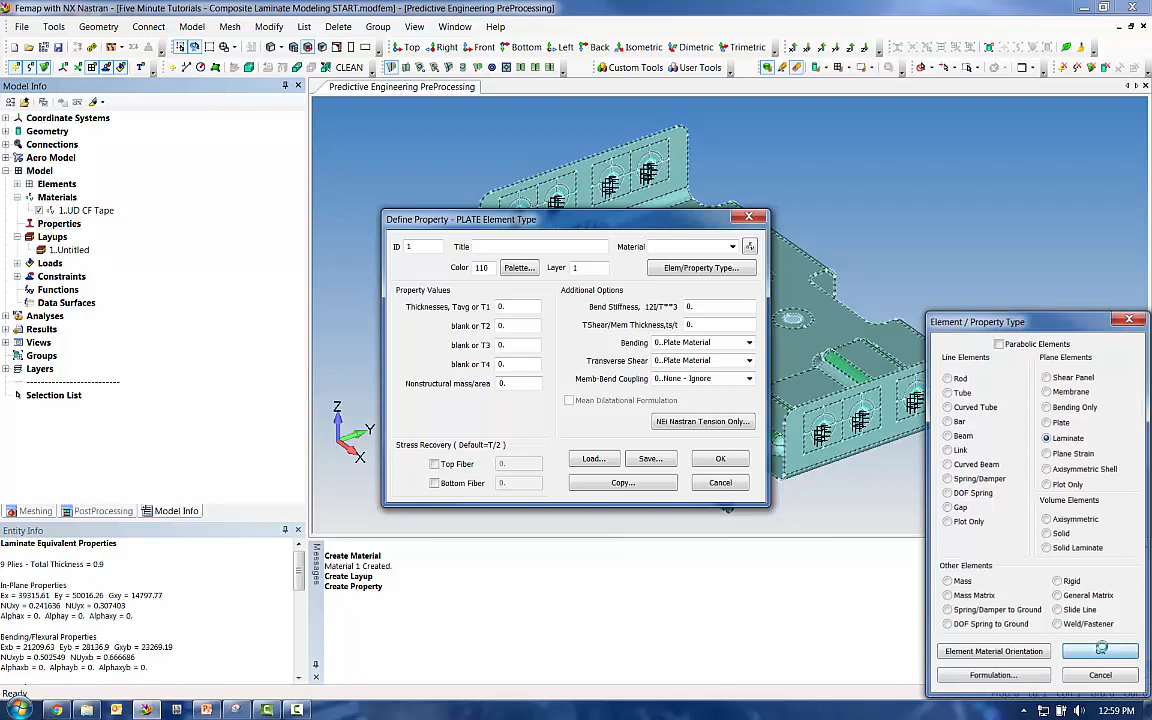 Femap with NX Nastran - [Five Minute Tutorials - Composite Laminate Modeling START.modfem] - [Predictive Engineering PreProcessing]
File Tools Geometry Connect Model Mesh Modify List Delete Group View Window Help
Top Right Front Bottom Left Back Isometric Dimetric Trimetric
CLEAN Custom Tools User Tools
Model Info
Predictive Engineering PreProcessing
Coordinate Systems
Geometry
Connections
Aero Model
Model
Elements
Materials
1..UD CF Tape
Properties
Layups
1..Untitled
Loads
Constraints
Functions
Data Surfaces
Analyses
Results
Views
Groups
Layers
Selection List
Meshing PostProcessing Model Info
Entity Info
Laminate Equivalent Properties
9 Plies - Total Thickness = 0.9
In-Plane Properties
Ex = 39315.61 Ey = 50016.26 Gxy = 14797.77
NUxy = 0.241636 NUyx = 0.307403
Alphax = 0. Alphay = 0. Alphaxy = 0.
Bending/Flexural Properties
Exb = 21209.63 Eyb = 28136.9 Gxyb = 23269.19
NUxyb = 0.502549 NUyxb = 0.666686
Alphaxb = 0. Alphayb = 0. Alphaxyb = 0.
Ready
Messages
Create Material
Material 1 Created.
Create Layup
Create Property
Z
Y
X
Define Property - PLATE Element Type
ID 1 Title Material
Color 110 Palette... Layer 1 Elem/Property Type...
Property Values
Thicknesses, Tavg or T1 0.
blank or T2 0.
blank or T3 0.
blank or T4 0.
Nonstructural mass/area 0.
Additional Options
Bend Stiffness, 12I/T**3 0.
TShear/Mem Thickness,ts/t 0.
Bending 0..Plate Material
Transverse Shear 0..Plate Material
Memb-Bend Coupling 0..None - Ignore
Mean Dilatational Formulation
NEi Nastran Tension Only...
Stress Recovery ( Default=T/2 )
Top Fiber 0.
Bottom Fiber 0.
Load... Save... OK
Copy... Cancel
Element / Property Type
Parabolic Elements
Line Elements
Rod
Tube
Curved Tube
Bar
Beam
Link
Curved Beam
Spring/Damper
DOF Spring
Gap
Plot Only
Plane Elements
Shear Panel
Membrane
Bending Only
Plate
Laminate
Plane Strain
Axisymmetric Shell
Plot Only
Volume Elements
Axisymmetric
Solid
Solid Laminate
Other Elements
Mass
Mass Matrix
Spring/Damper to Ground
DOF Spring to Ground
Rigid
General Matrix
Slide Line
Weld/Fastener
Element Material Orientation
Formulation... Cancel
12:59 PM